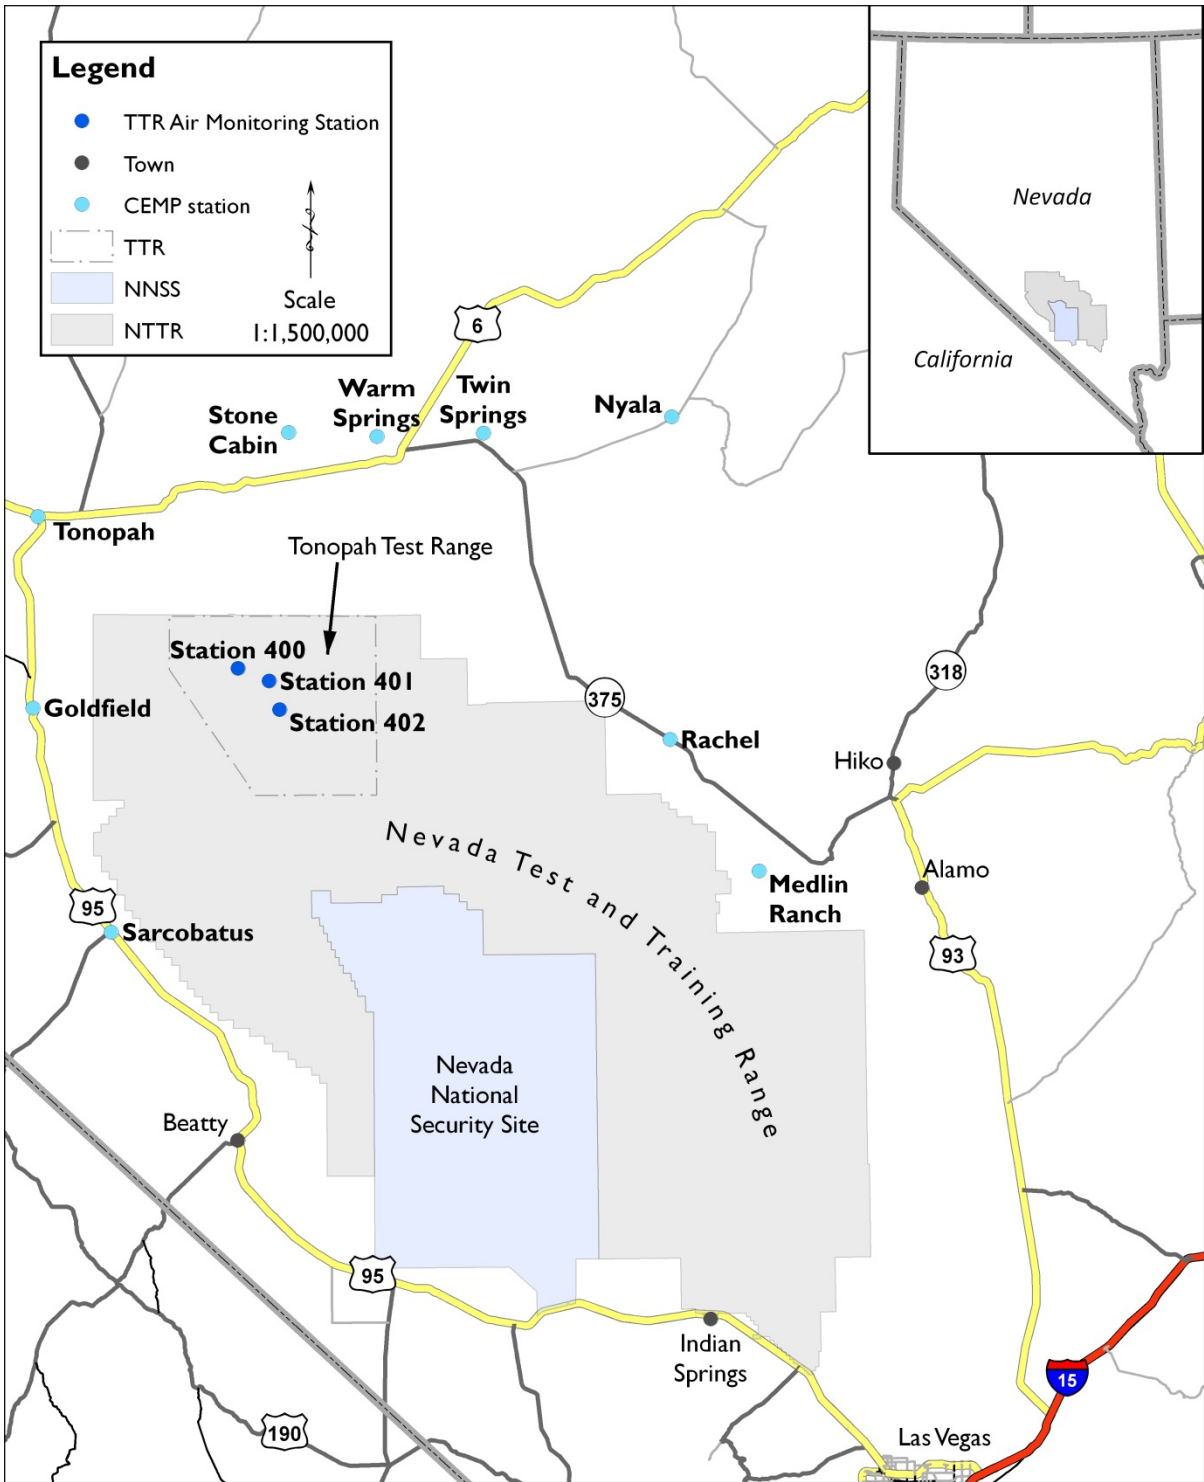 Legend
TTR Air Monitoring Station
Town
CEMP station
TTR
NNSS
NTTR
Scale
1:1,500,000
Nevada
California
6
Stone
Cabin
Warm
Springs
Twin
Springs
Nyala
Tonopah
Tonopah Test Range
Station 400
Station 401
Station 402
Goldfield
375
318
Rachel
Hiko
Nevada Test and Training Range
Medlin
Ranch
Alamo
95
Sarcobatus
93
Nevada
National
Security Site
Beatty
95
Indian
Springs
15
190
Las Vegas